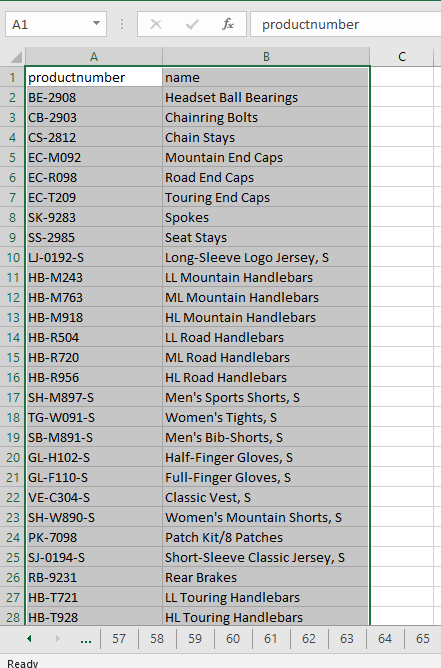 A1 fx productnumber
A B C
1 productnumber name
2 BE-2908 Headset Ball Bearings
3 CB-2903 Chainring Bolts
4 CS-2812 Chain Stays
5 EC-M092 Mountain End Caps
6 EC-R098 Road End Caps
7 EC-T209 Touring End Caps
8 SK-9283 Spokes
9 SS-2985 Seat Stays
10 LJ-0192-S Long-Sleeve Logo Jersey, S
11 HB-M243 LL Mountain Handlebars
12 HB-M763 ML Mountain Handlebars
13 HB-M918 HL Mountain Handlebars
14 HB-R504 LL Road Handlebars
15 HB-R720 ML Road Handlebars
16 HB-R956 HL Road Handlebars
17 SH-M897-S Men's Sports Shorts, S
18 TG-W091-S Women's Tights, S
19 SB-M891-S Men's Bib-Shorts, S
20 GL-H102-S Half-Finger Gloves, S
21 GL-F110-S Full-Finger Gloves, S
22 VE-C304-S Classic Vest, S
23 SH-W890-S Women's Mountain Shorts, S
24 PK-7098 Patch Kit/8 Patches
25 SJ-0194-S Short-Sleeve Classic Jersey, S
26 RB-9231 Rear Brakes
27 HB-T721 LL Touring Handlebars
28 HB-T928 HL Touring Handlebars
... 57 58 59 60 61 62 63 64 65
Ready